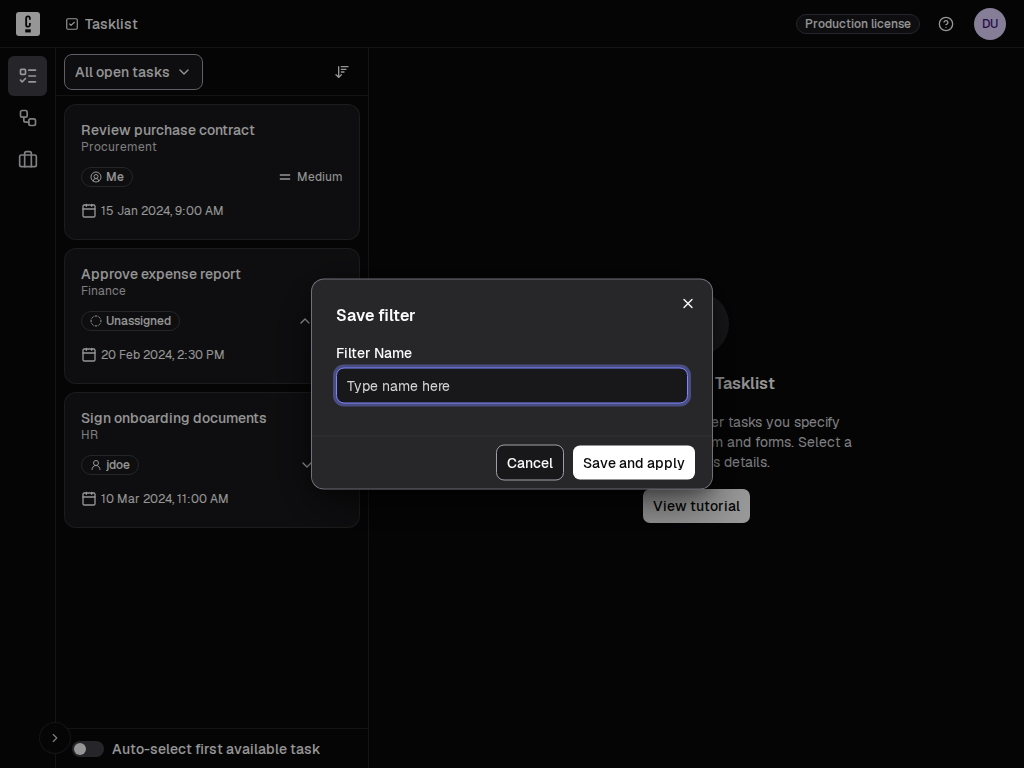 Tasklist
Production license
DU
All open tasks
Review purchase contract
Procurement
Me
Medium
15 Jan 2024, 9:00 AM
Approve expense report
Finance
Unassigned
20 Feb 2024, 2:30 PM
Sign onboarding documents
HR
jdoe
10 Mar 2024, 11:00 AM
Save filter
Filter Name
Type name here
Cancel
Save and apply
Tasklist
tasks you specify
and forms. Select a
details.
View tutorial
Auto-select first available task